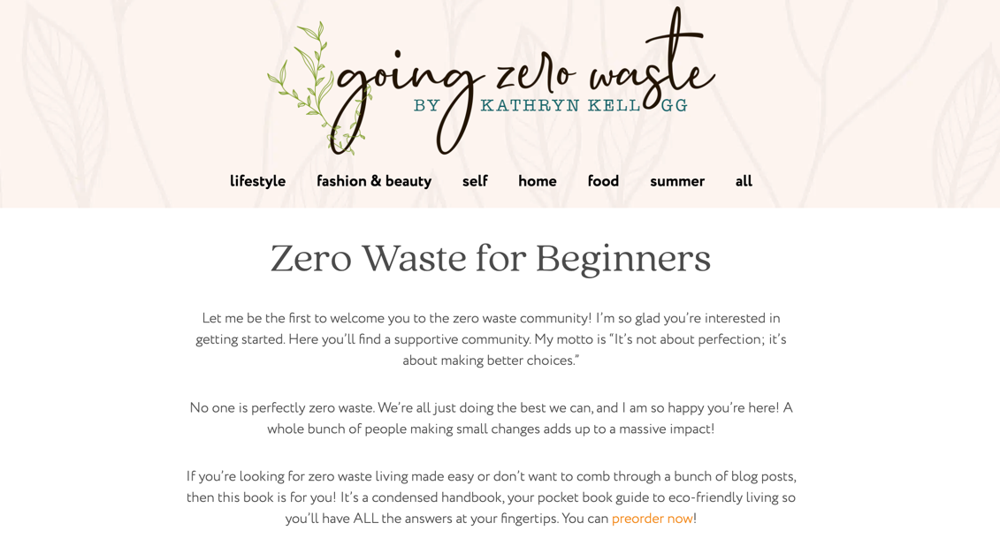 going zero waste
BY KATHRYN KELLOGG
lifestyle fashion & beauty self home food summer all
Zero Waste for Beginners
Let me be the first to welcome you to the zero waste community! I’m so glad you’re interested in
getting started. Here you’ll find a supportive community. My motto is “It’s not about perfection; it’s
about making better choices.”
No one is perfectly zero waste. We’re all just doing the best we can, and I am so happy you’re here! A
whole bunch of people making small changes adds up to a massive impact!
If you’re looking for zero waste living made easy or don’t want to comb through a bunch of blog posts,
then this book is for you! It’s a condensed handbook, your pocket book guide to eco-friendly living so
you’ll have ALL the answers at your fingertips. You can preorder now!